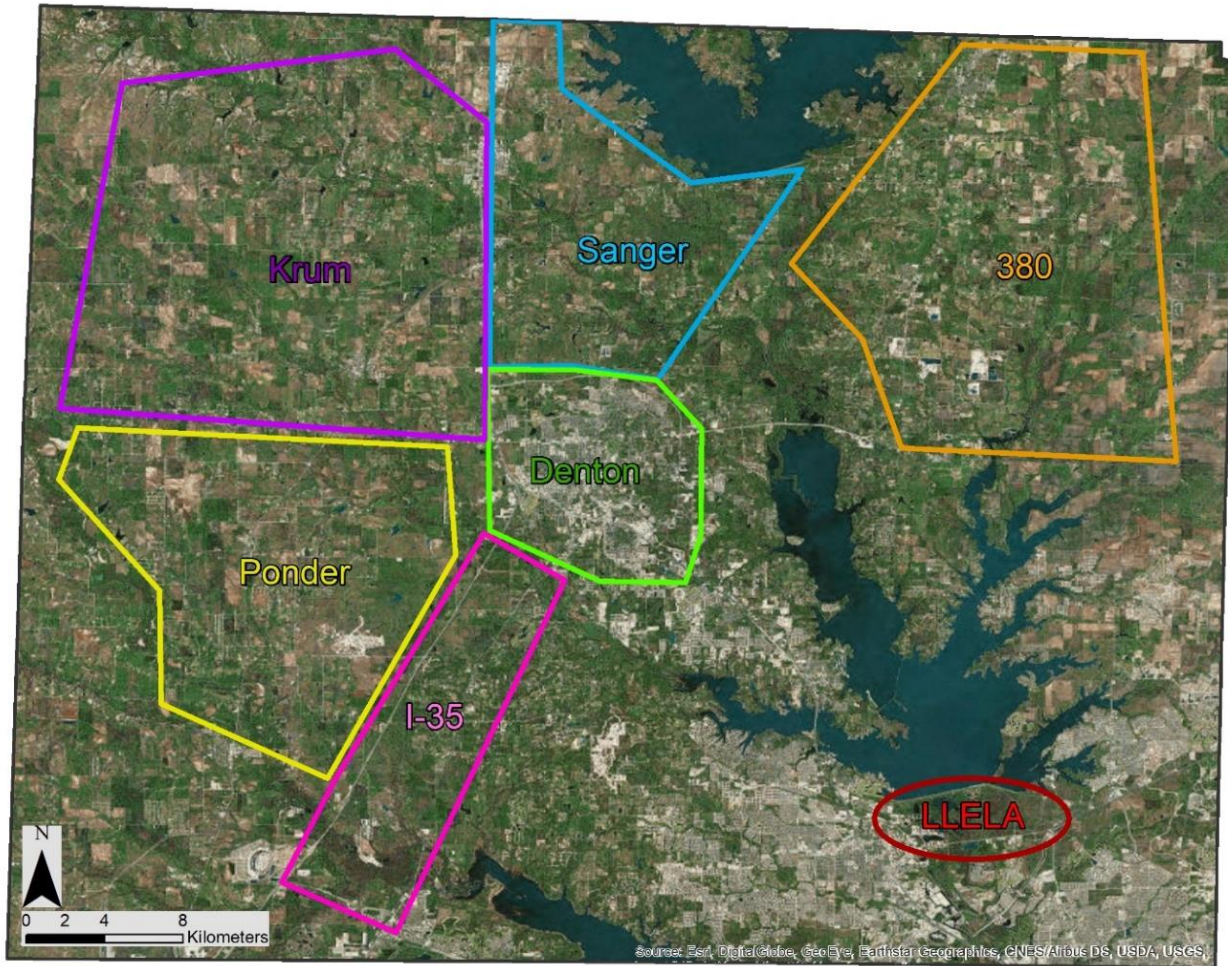 Sanger
380
Krum
Denton
Ponder
I-35
LLELA
N
0 2 4 8
Kilometers
Source: Esri, DigitalGlobe, GeoEye, Earthstar Geographics, CNES/Airbus DS, USDA, USGS,